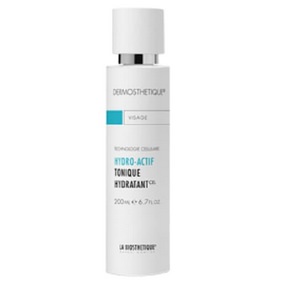 DERMOSTHETIQUE®
VISAGE
TECHNOLOGIE CELLULAIRE
HYDRO-ACTIF
TONIQUE
HYDRATANT
200ml e 6.7fl.oz
LA BIOSTHETIQUE®